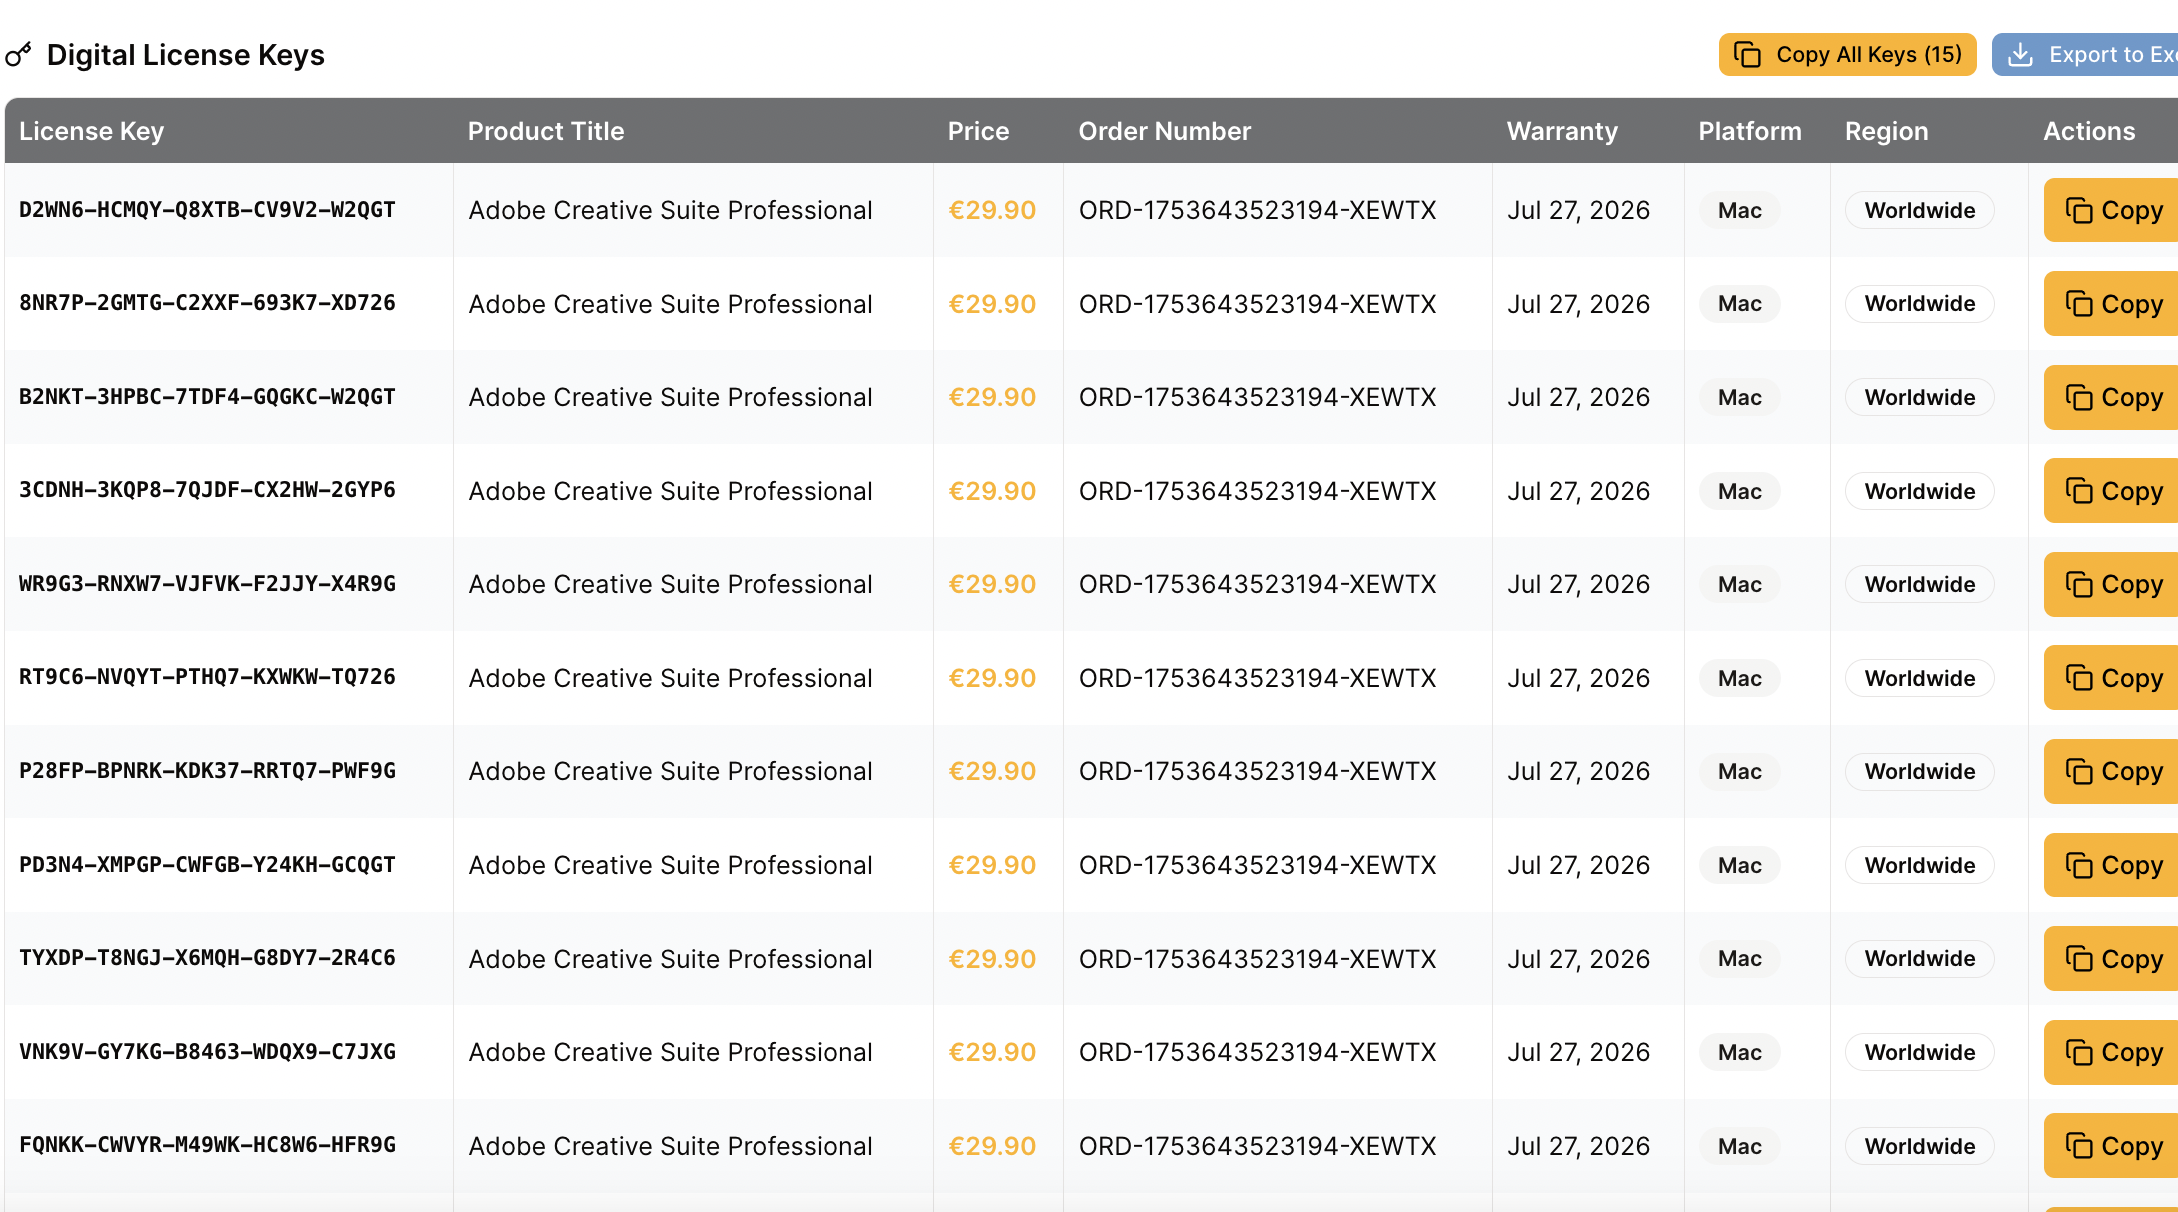 Digital License Keys
Copy All Keys (15)
Export to Exc
License Key Product Title Price Order Number Warranty Platform Region Actions
D2WN6-HCMQY-Q8XTB-CV9V2-W2QGT Adobe Creative Suite Professional €29.90 ORD-1753643523194-XEWTX Jul 27, 2026 Mac Worldwide Copy
8NR7P-2GMTG-C2XXF-693K7-XD726 Adobe Creative Suite Professional €29.90 ORD-1753643523194-XEWTX Jul 27, 2026 Mac Worldwide Copy
B2NKT-3HPBC-7TDF4-GQGKC-W2QGT Adobe Creative Suite Professional €29.90 ORD-1753643523194-XEWTX Jul 27, 2026 Mac Worldwide Copy
3CDNH-3KQP8-7QJDF-CX2HW-2GYP6 Adobe Creative Suite Professional €29.90 ORD-1753643523194-XEWTX Jul 27, 2026 Mac Worldwide Copy
WR9G3-RNXW7-VJFVK-F2JJY-X4R9G Adobe Creative Suite Professional €29.90 ORD-1753643523194-XEWTX Jul 27, 2026 Mac Worldwide Copy
RT9C6-NVQYT-PTHQ7-KXWKW-TQ726 Adobe Creative Suite Professional €29.90 ORD-1753643523194-XEWTX Jul 27, 2026 Mac Worldwide Copy
P28FP-BPNRK-KDK37-RRTQ7-PWF9G Adobe Creative Suite Professional €29.90 ORD-1753643523194-XEWTX Jul 27, 2026 Mac Worldwide Copy
PD3N4-XMPGP-CWFGB-Y24KH-GCQGT Adobe Creative Suite Professional €29.90 ORD-1753643523194-XEWTX Jul 27, 2026 Mac Worldwide Copy
TYXDP-T8NGJ-X6MQH-G8DY7-2R4C6 Adobe Creative Suite Professional €29.90 ORD-1753643523194-XEWTX Jul 27, 2026 Mac Worldwide Copy
VNK9V-GY7KG-B8463-WDQX9-C7JXG Adobe Creative Suite Professional €29.90 ORD-1753643523194-XEWTX Jul 27, 2026 Mac Worldwide Copy
FQNKK-CWVYR-M49WK-HC8W6-HFR9G Adobe Creative Suite Professional €29.90 ORD-1753643523194-XEWTX Jul 27, 2026 Mac Worldwide Copy